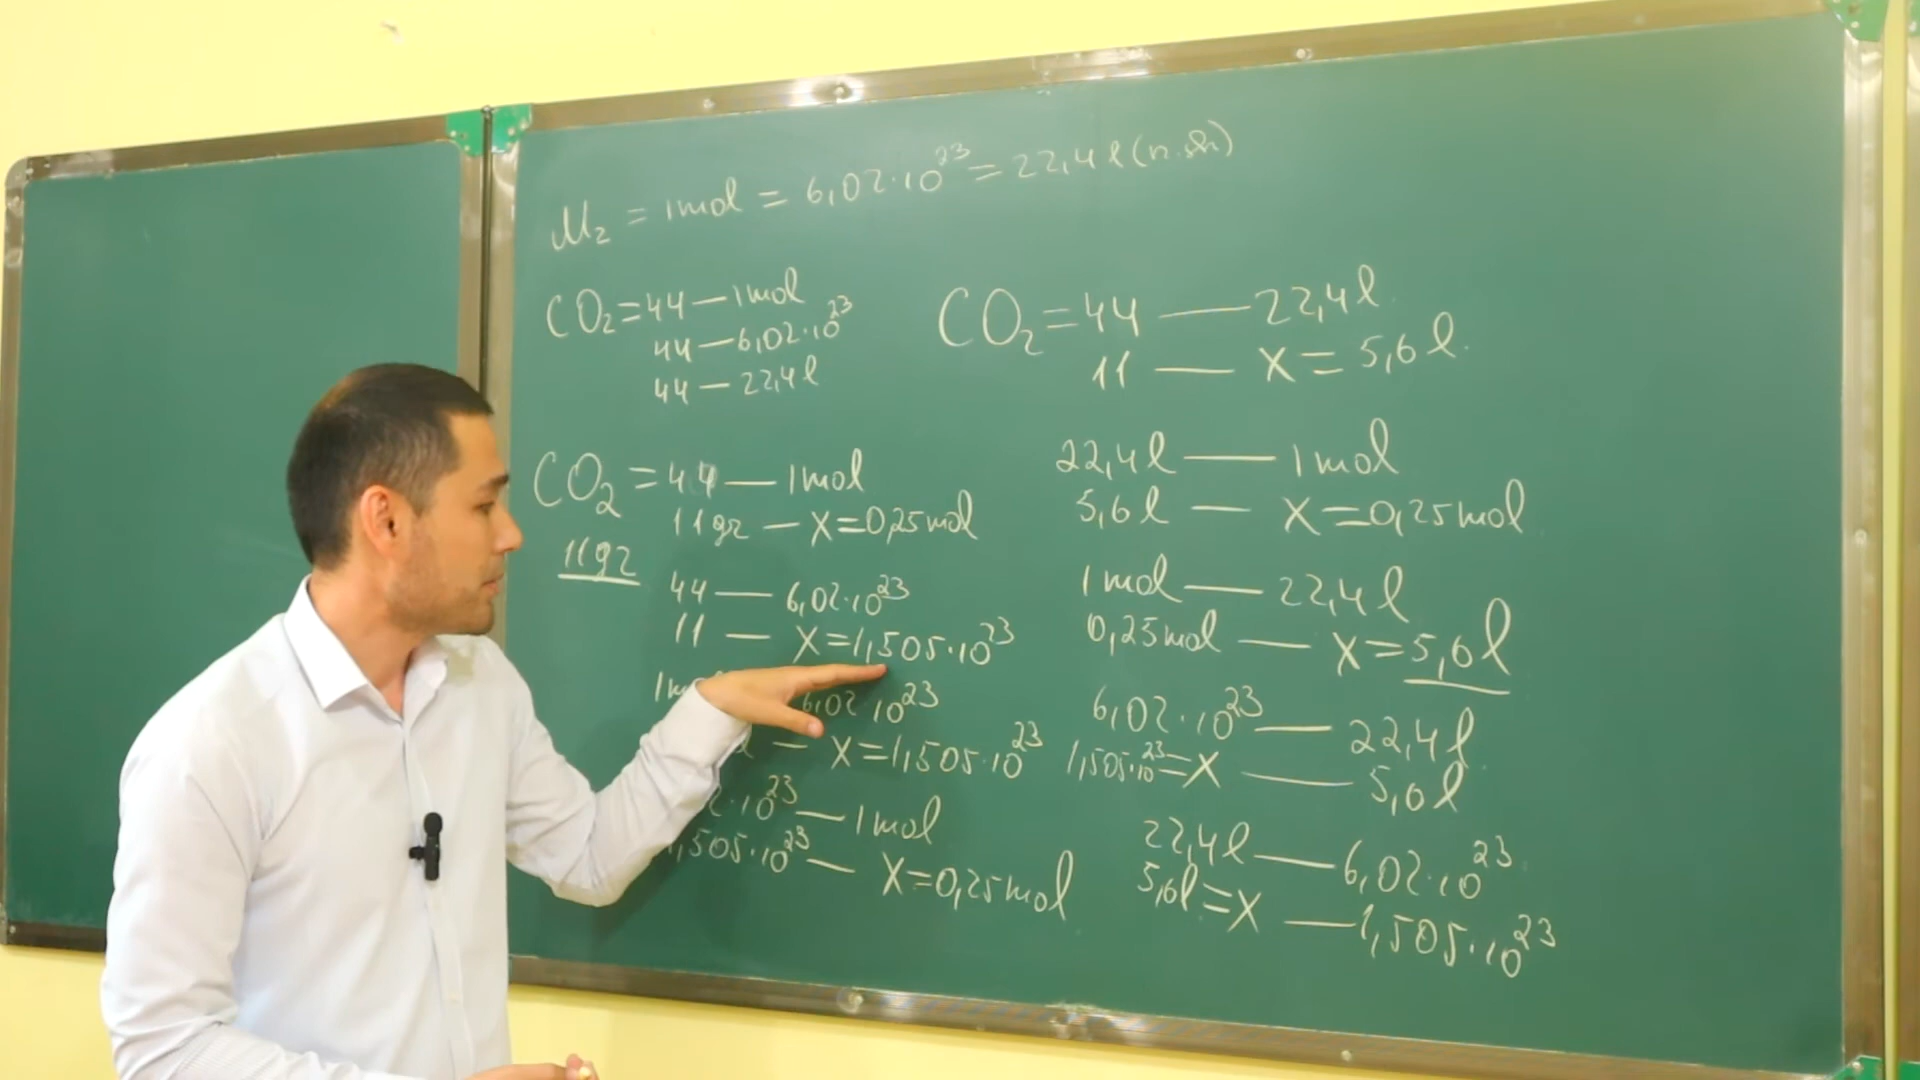 M₂ = 1mol = 6,02·10²³ = 22,4 l (n.sh)
CO₂ = 44 — 1mol
44 — 6,02·10²³
44 — 22,4 l
CO₂ = 44 — 1mol
11gr — X = 0,25mol
11gr
44 — 6,02·10²³
11 — X = 1,505·10²³
6,02 10²³
— X = 1,505·10²³
·10²³ — 1mol
1,505·10²³ — X = 0,25mol
CO₂ = 44 — 22,4 l
11 — X = 5,6 l.
22,4 l — 1mol
5,6 l — X = 0,25mol
1mol — 22,4 l
0,25mol — X = 5,6 l
6,02·10²³ — 22,4 l
1,505·10²³ = X — 5,6 l
22,4 l — 6,02·10²³
5,6 l = X — 1,505·10²³